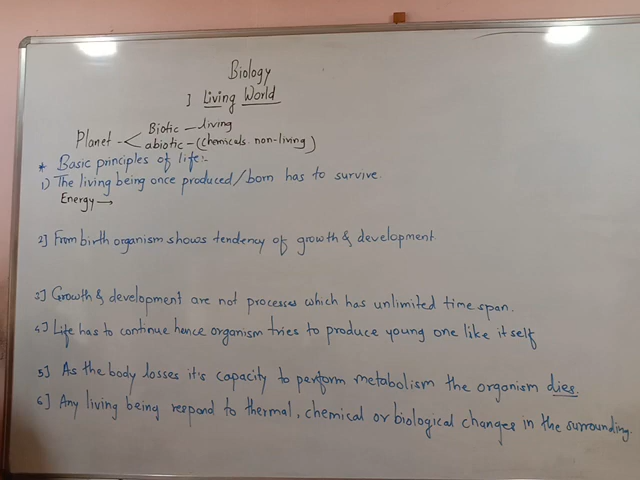 Biology
1 Living World
Planet - < Biotic - living
abiotic - (chemicals. non-living)
* Basic principles of life:-
1) The living being once produced/born has to survive.
Energy →
2] From birth organism shows tendency of growth & development
3] Growth & development are not processes which has unlimited time span.
4] Life has to continue hence organism tries to produce young one like itself
5] As the body losses it's capacity to perform metabolism the organism dies.
6] Any living being respond to thermal, chemical or biological changes in the surrounding.